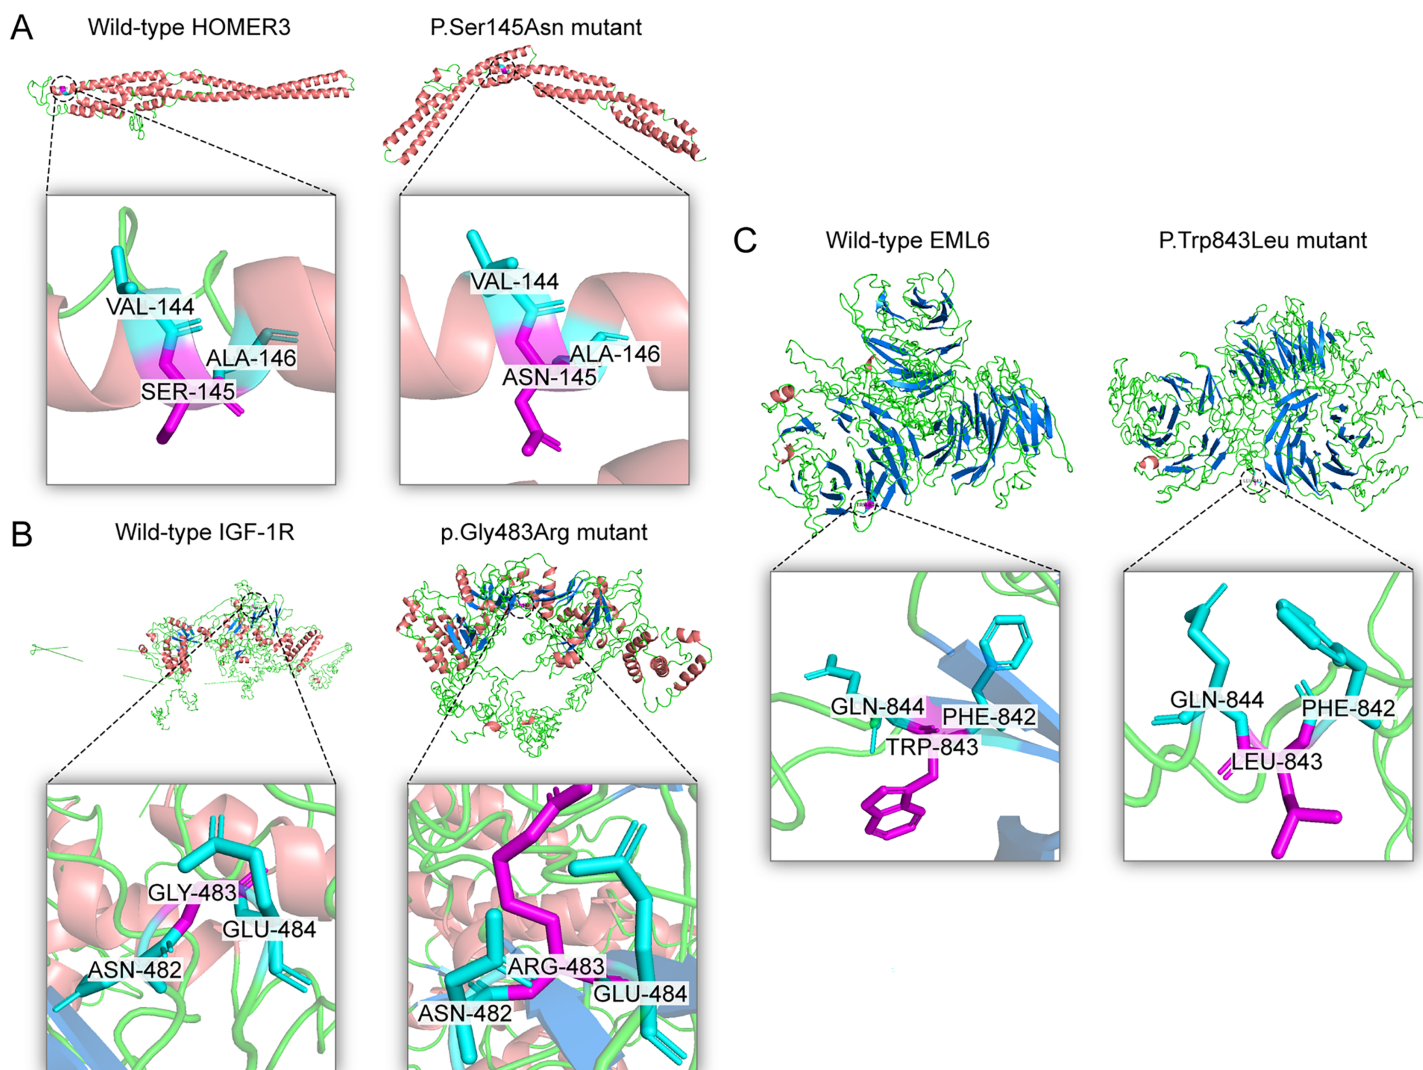 A
Wild-type HOMER3
P.Ser145Asn mutant
VAL-144
ALA-146
SER-145
VAL-144
ALA-146
ASN-145
B
Wild-type IGF-1R
p.Gly483Arg mutant
GLY-483
GLU-484
ASN-482
ARG-483
GLU-484
ASN-482
C
Wild-type EML6
P.Trp843Leu mutant
GLN-844
PHE-842
TRP-843
GLN-844
PHE-842
LEU-843